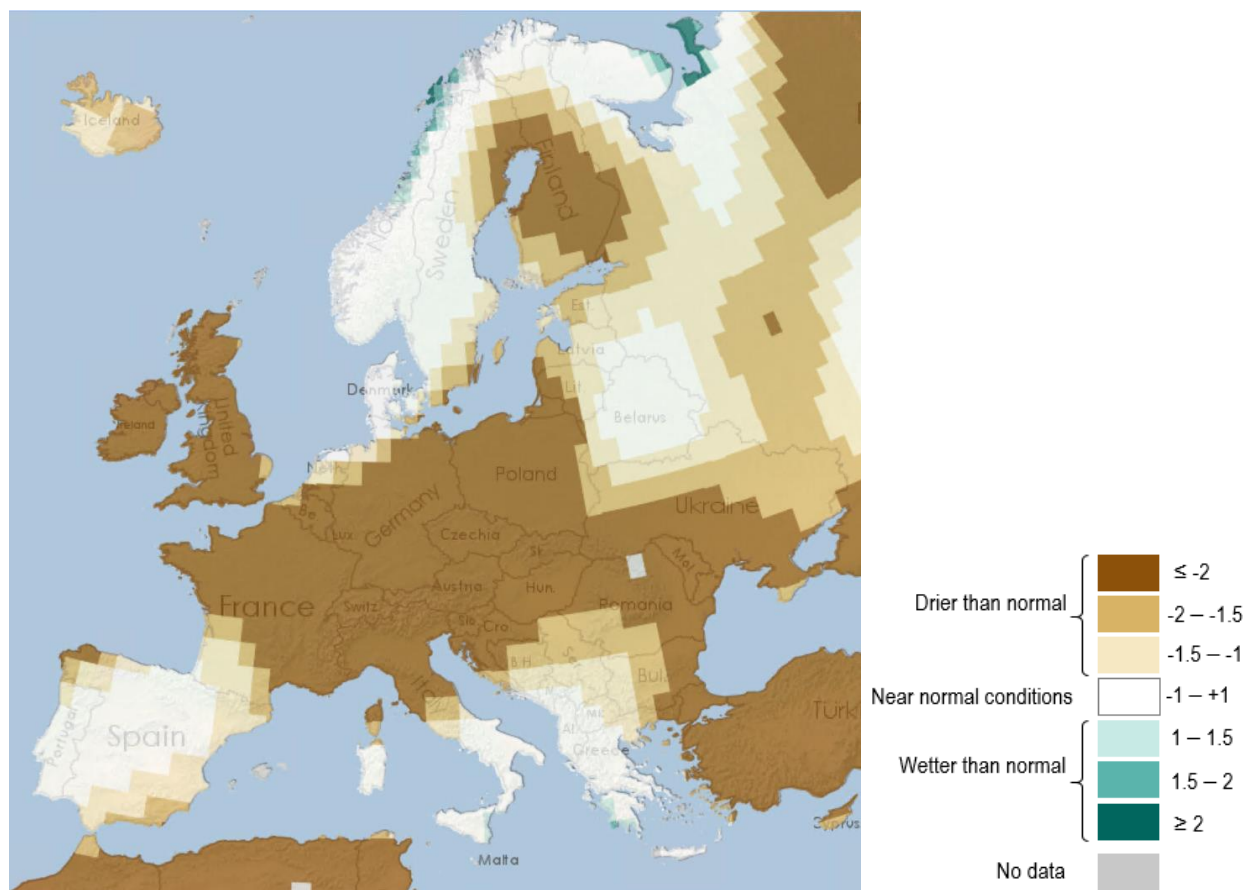 Iceland
Finland
Sweden
Est.
Latvia
Denmark
Lit.
Ireland
United
Kingdom
Belarus
Neth.
Poland
Be.
Germany
Ukraine
Lux.
Czechia
Sk.
Mol.
Austria
Hun.
France
Switz.
Romania
Slo.
Cro.
B.H.
Bul.
Portugal
Spain
Türk
Al.
Greece
Cyprus
Malta
Drier than normal
≤ -2
-2 – -1.5
-1.5 – -1
Near normal conditions
-1 – +1
Wetter than normal
1 – 1.5
1.5 – 2
≥ 2
No data